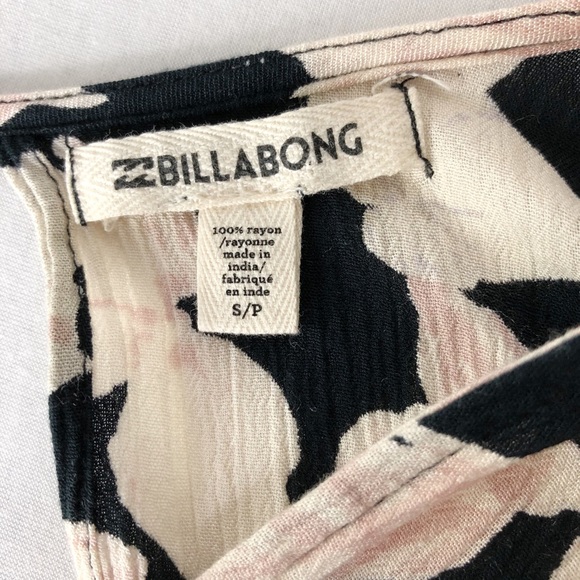 BILLABONG
100% rayon
/rayonne
made in
india/
fabriqué
en inde
S/P